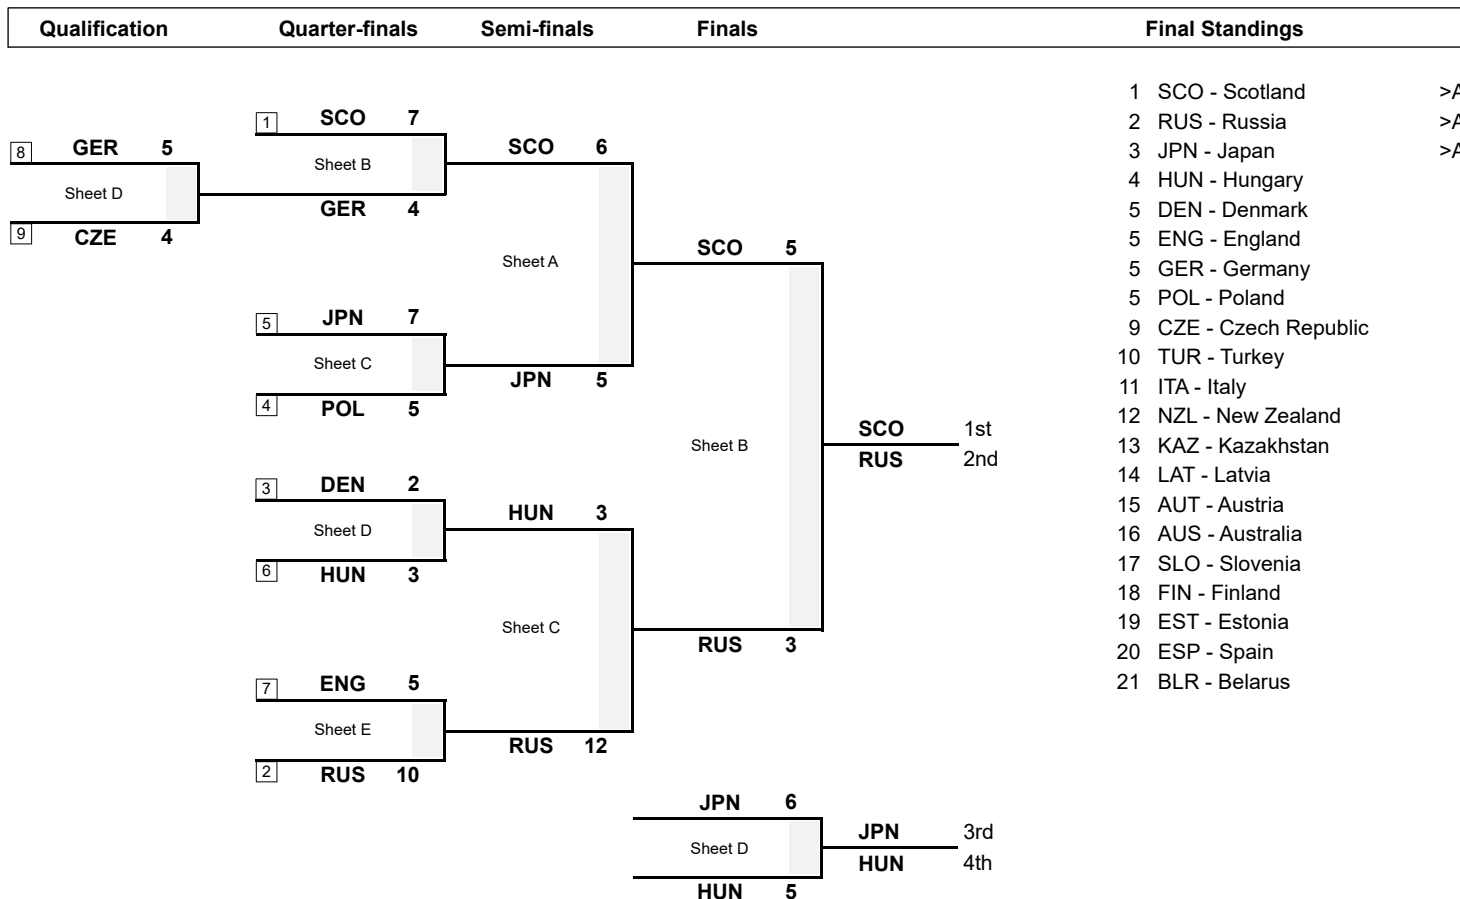 Qualification Quarter-finals Semi-finals Finals Final Standings
8 GER 5
Sheet D
9 CZE 4
1 SCO 7
Sheet B
GER 4
5 JPN 7
Sheet C
4 POL 5
3 DEN 2
Sheet D
6 HUN 3
7 ENG 5
Sheet E
2 RUS 10
SCO 6
Sheet A
JPN 5
HUN 3
Sheet C
RUS 12
SCO 5
Sheet B
RUS 3
SCO 1st
RUS 2nd
JPN 6
Sheet D
HUN 5
JPN 3rd
HUN 4th
1 SCO - Scotland >A
2 RUS - Russia >A
3 JPN - Japan >A
4 HUN - Hungary
5 DEN - Denmark
5 ENG - England
5 GER - Germany
5 POL - Poland
9 CZE - Czech Republic
10 TUR - Turkey
11 ITA - Italy
12 NZL - New Zealand
13 KAZ - Kazakhstan
14 LAT - Latvia
15 AUT - Austria
16 AUS - Australia
17 SLO - Slovenia
18 FIN - Finland
19 EST - Estonia
20 ESP - Spain
21 BLR - Belarus